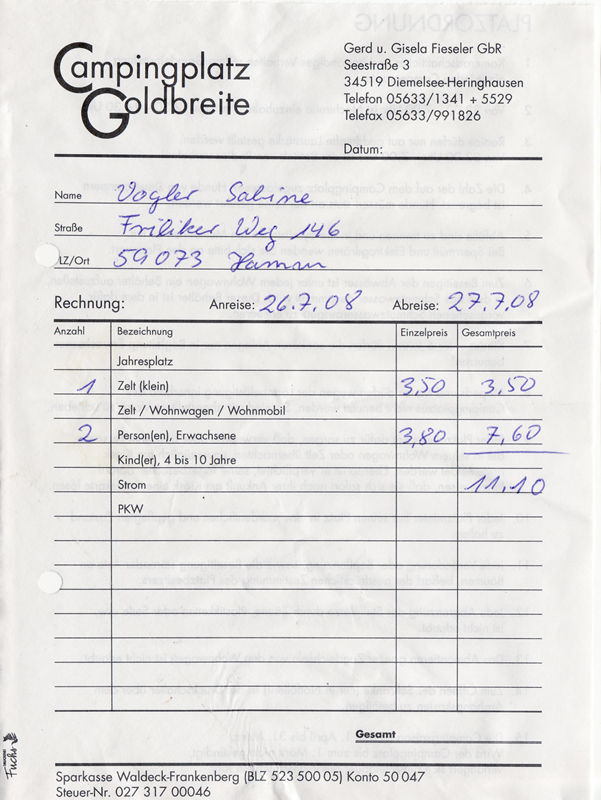 Campingplatz
Goldbreite
Gerd u. Gisela Fieseler GbR
Seestraße 3
34519 Diemelsee-Heringhausen
Telefon 05633/1341 + 5529
Telefax 05633/991826
Datum:
Name Vogler Sabine
Straße Friliker Weg 146
LZ/Ort 59073 Hamm
Rechnung: Anreise: 26.7.08 Abreise: 27.7.08
Anzahl Bezeichnung Einzelpreis Gesamtpreis
Jahresplatz
1 Zelt (klein) 3,50 3,50
Zelt / Wohnwagen / Wohnmobil
2 Person(en), Erwachsene 3,80 7,60
Kind(er), 4 bis 10 Jahre
Strom 11,10
PKW
Gesamt
Sparkasse Waldeck-Frankenberg (BLZ 523 500 05) Konto 50 047
Steuer-Nr. 027 317 00046
Fuchs